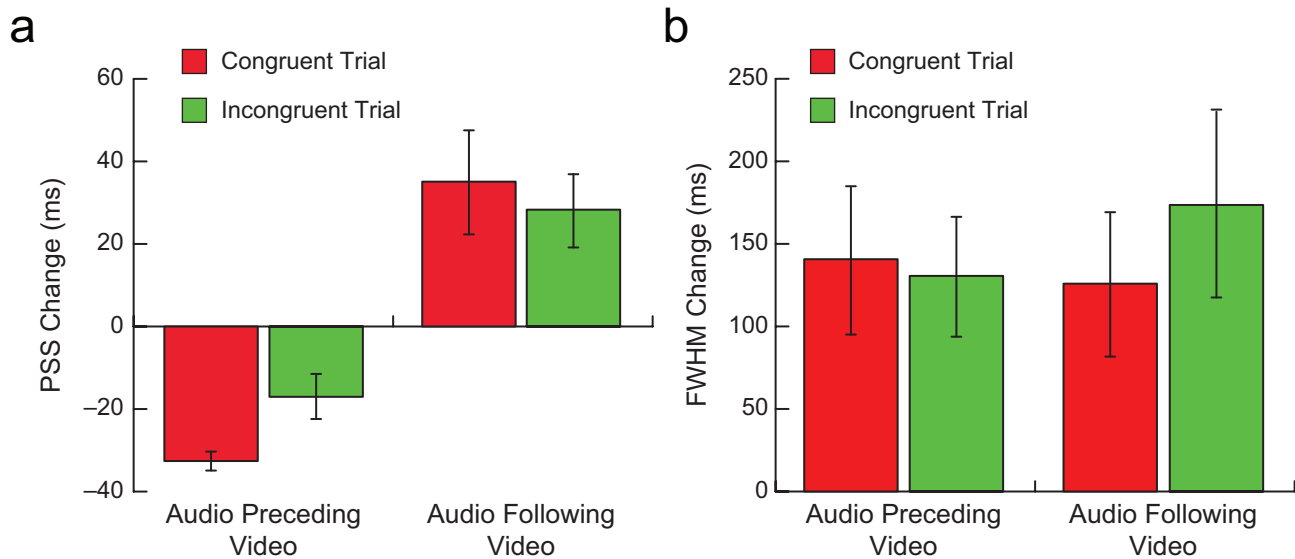 a
Congruent Trial
Incongruent Trial
PSS Change (ms)
60
40
20
0
–20
–40
Audio Preceding
Video
Audio Following
Video
b
Congruent Trial
Incongruent Trial
FWHM Change (ms)
250
200
150
100
50
0
Audio Preceding
Video
Audio Following
Video